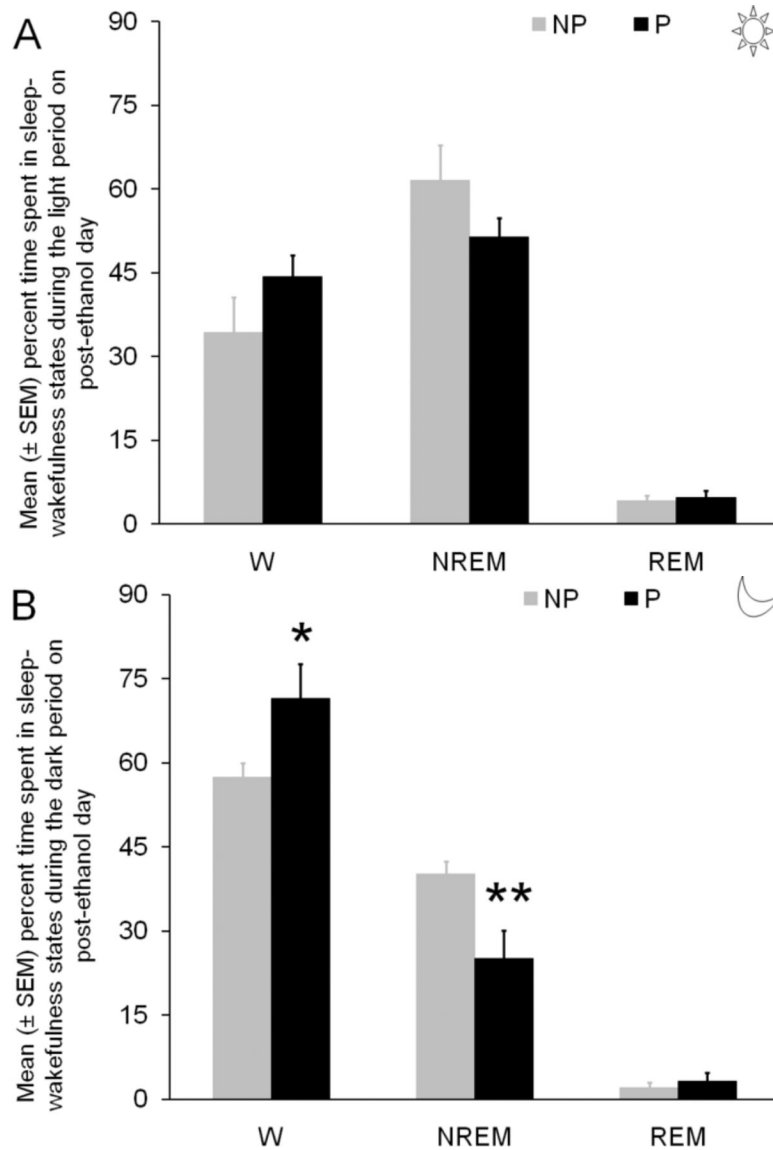 A
NP P
Mean (± SEM) percent time spent in sleep-
wakefulness states during the light period on
post-ethanol day
90
75
60
45
30
15
0
W NREM REM
B
NP P
Mean (± SEM) percent time spent in sleep-
wakefulness states during the dark period on
post-ethanol day
90
75
60
45
30
15
0
*
**
W NREM REM